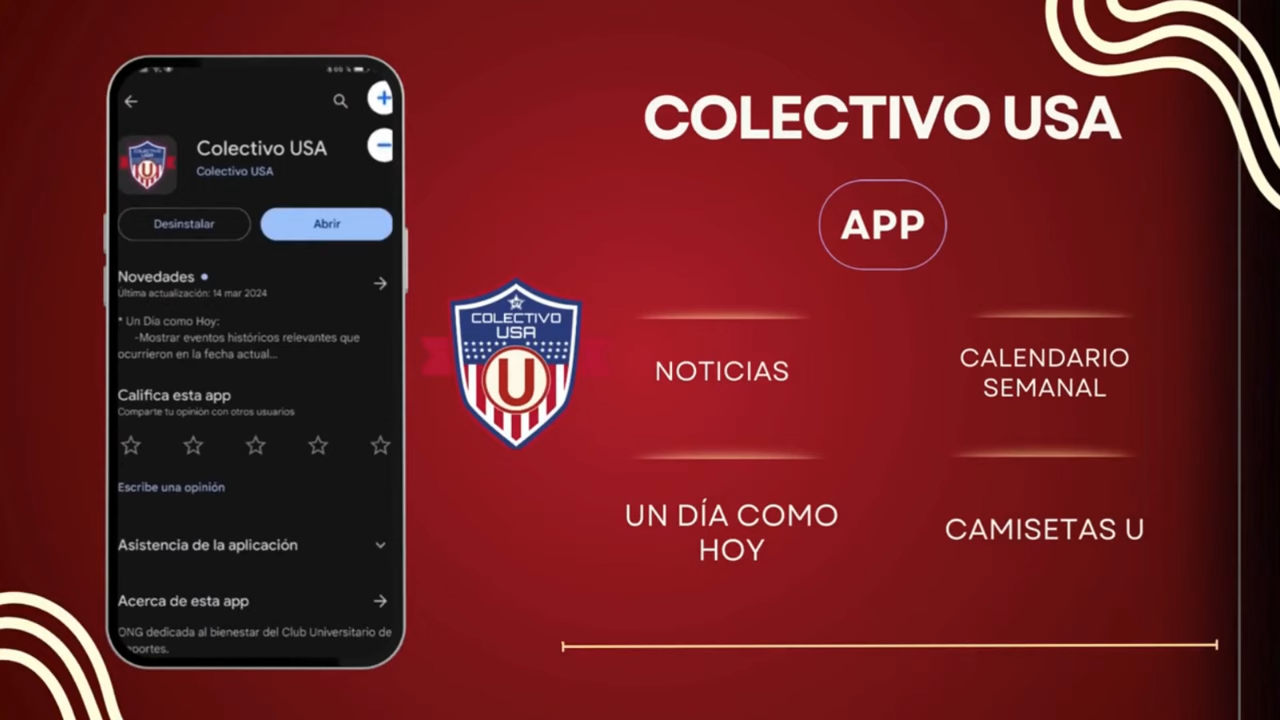 Colectivo USA
Colectivo USA
Desinstalar
Abrir
Novedades
Última actualización: 14 mar 2024
* Un Día como Hoy:
-Mostrar eventos históricos relevantes que
ocurrieron en la fecha actual...
Califica esta app
Comparte tu opinión con otros usuarios
Escribe una opinión
Asistencia de la aplicación
Acerca de esta app
ONG dedicada al bienestar del Club Universitario de
COLECTIVO
USA
U
COLECTIVO USA
APP
NOTICIAS
CALENDARIO
SEMANAL
UN DÍA COMO
HOY
CAMISETAS U